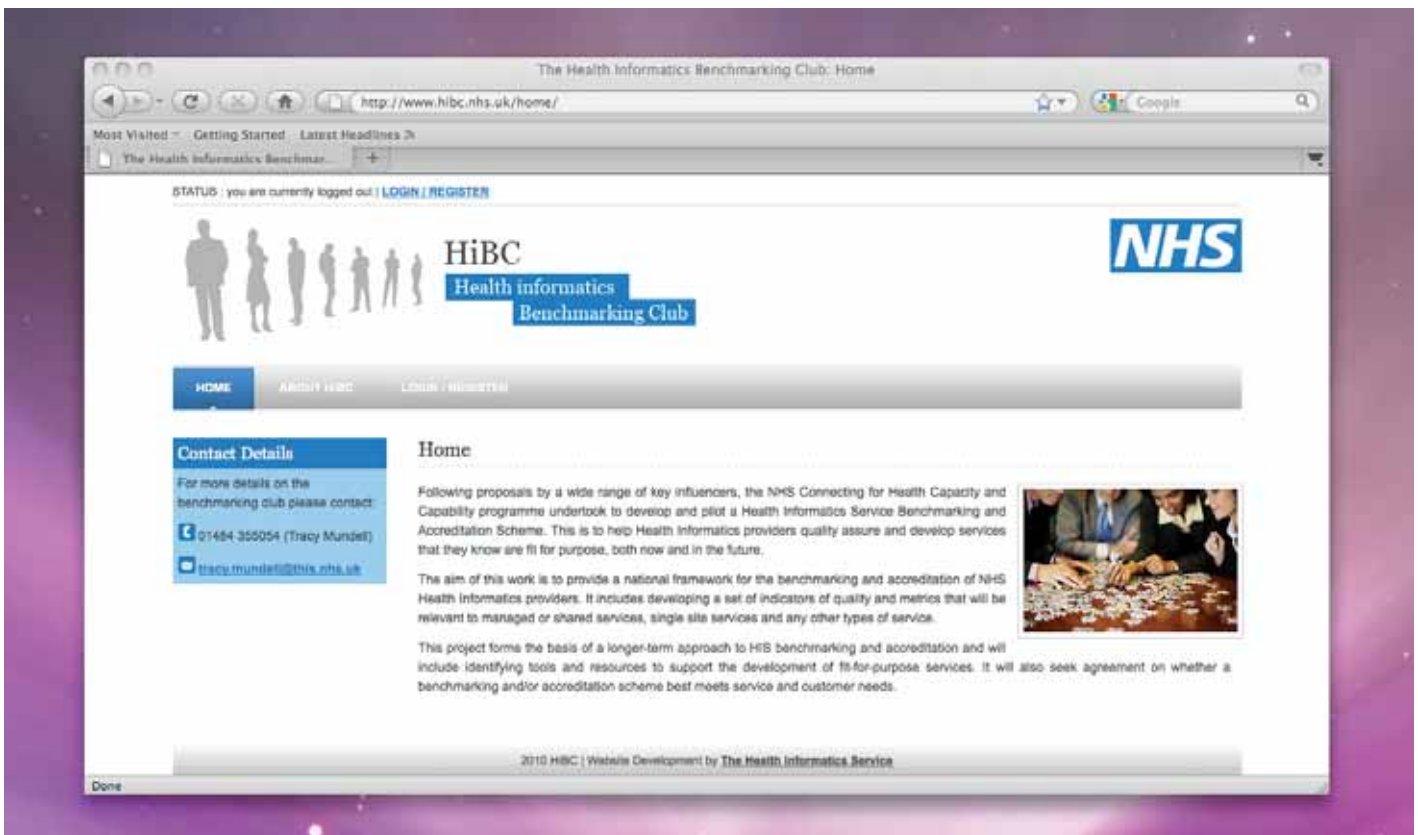 The Health Informatics Benchmarking Club: Home
http://www.hibc.nhs.uk/home/
Google
Most Visited Getting Started Latest Headlines
The Health Informatics Benchmar...
STATUS : you are currently logged out | LOGIN | REGISTER
HiBC
Health informatics
Benchmarking Club
NHS
HOME ABOUT HIBC LOGIN / REGISTER
Contact Details
For more details on the
benchmarking club please contact:
01484 355054 (Tracy Mundell)
tracy.mundell@this.nhs.uk
Home
Following proposals by a wide range of key influencers, the NHS Connecting for Health Capacity and
Capability programme undertook to develop and pilot a Health Informatics Service Benchmarking and
Accreditation Scheme. This is to help Health Informatics providers quality assure and develop services
that they know are fit for purpose, both now and in the future.
The aim of this work is to provide a national framework for the benchmarking and accreditation of NHS
Health Informatics providers. It includes developing a set of indicators of quality and metrics that will be
relevant to managed or shared services, single site services and any other types of service.
This project forms the basis of a longer-term approach to HIS benchmarking and accreditation and will
include identifying tools and resources to support the development of fit-for-purpose services. It will also seek agreement on whether a
benchmarking and/or accreditation scheme best meets service and customer needs.
2010 HiBC | Website Development by The Health Informatics Service
Done